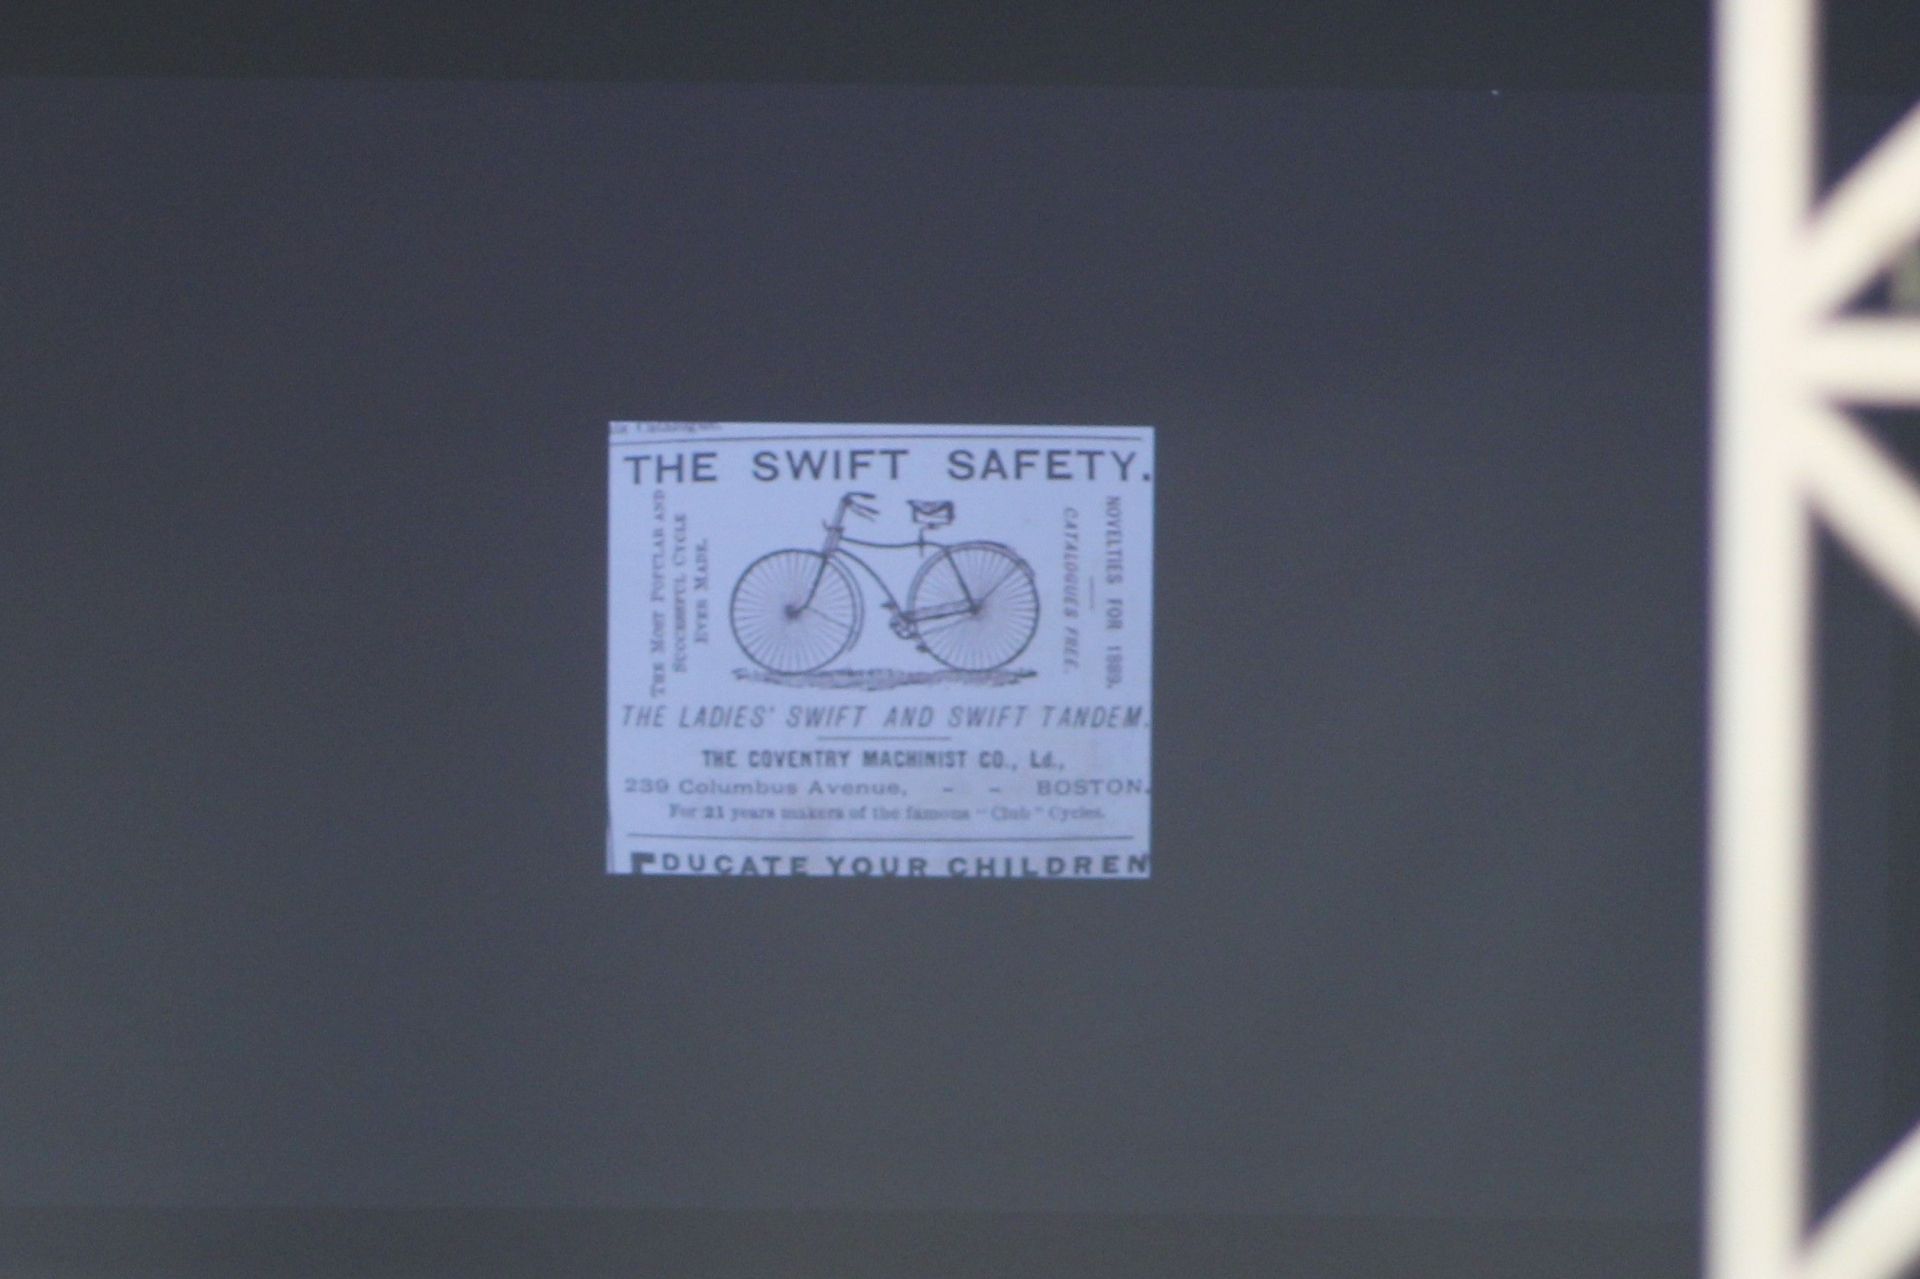 Catalogue.
THE SWIFT SAFETY.
THE MOST POPULAR AND
SUCCESSFUL CYCLE
EVER MADE.
NOVELTIES FOR 1889.
CATALOGUES FREE.
THE LADIES' SWIFT AND SWIFT TANDEM.
THE COVENTRY MACHINIST CO., Ld.,
239 Columbus Avenue, - - BOSTON.
For 21 years makers of the famous "Club" Cycles.
EDUCATE YOUR CHILDREN